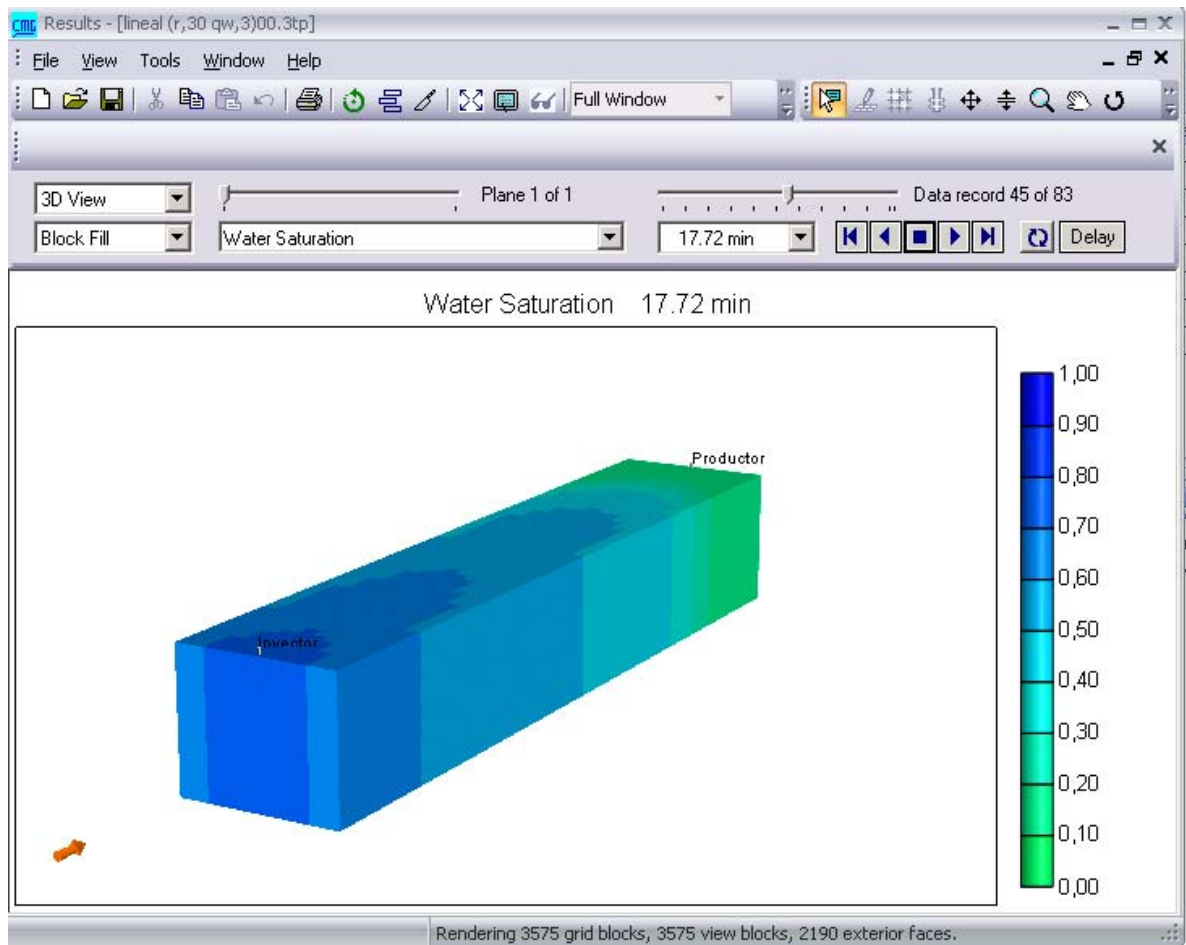 CMG Results - [lineal (r,30 qw,3)00.3tp]
File View Tools Window Help
Full Window
3D View Plane 1 of 1 Data record 45 of 83
Block Fill Water Saturation 17.72 min Delay
Water Saturation 17.72 min
1,00
0,90
Productor
0,80
0,70
0,60
Inyector
0,50
0,40
0,30
0,20
0,10
0,00
Rendering 3575 grid blocks, 3575 view blocks, 2190 exterior faces.